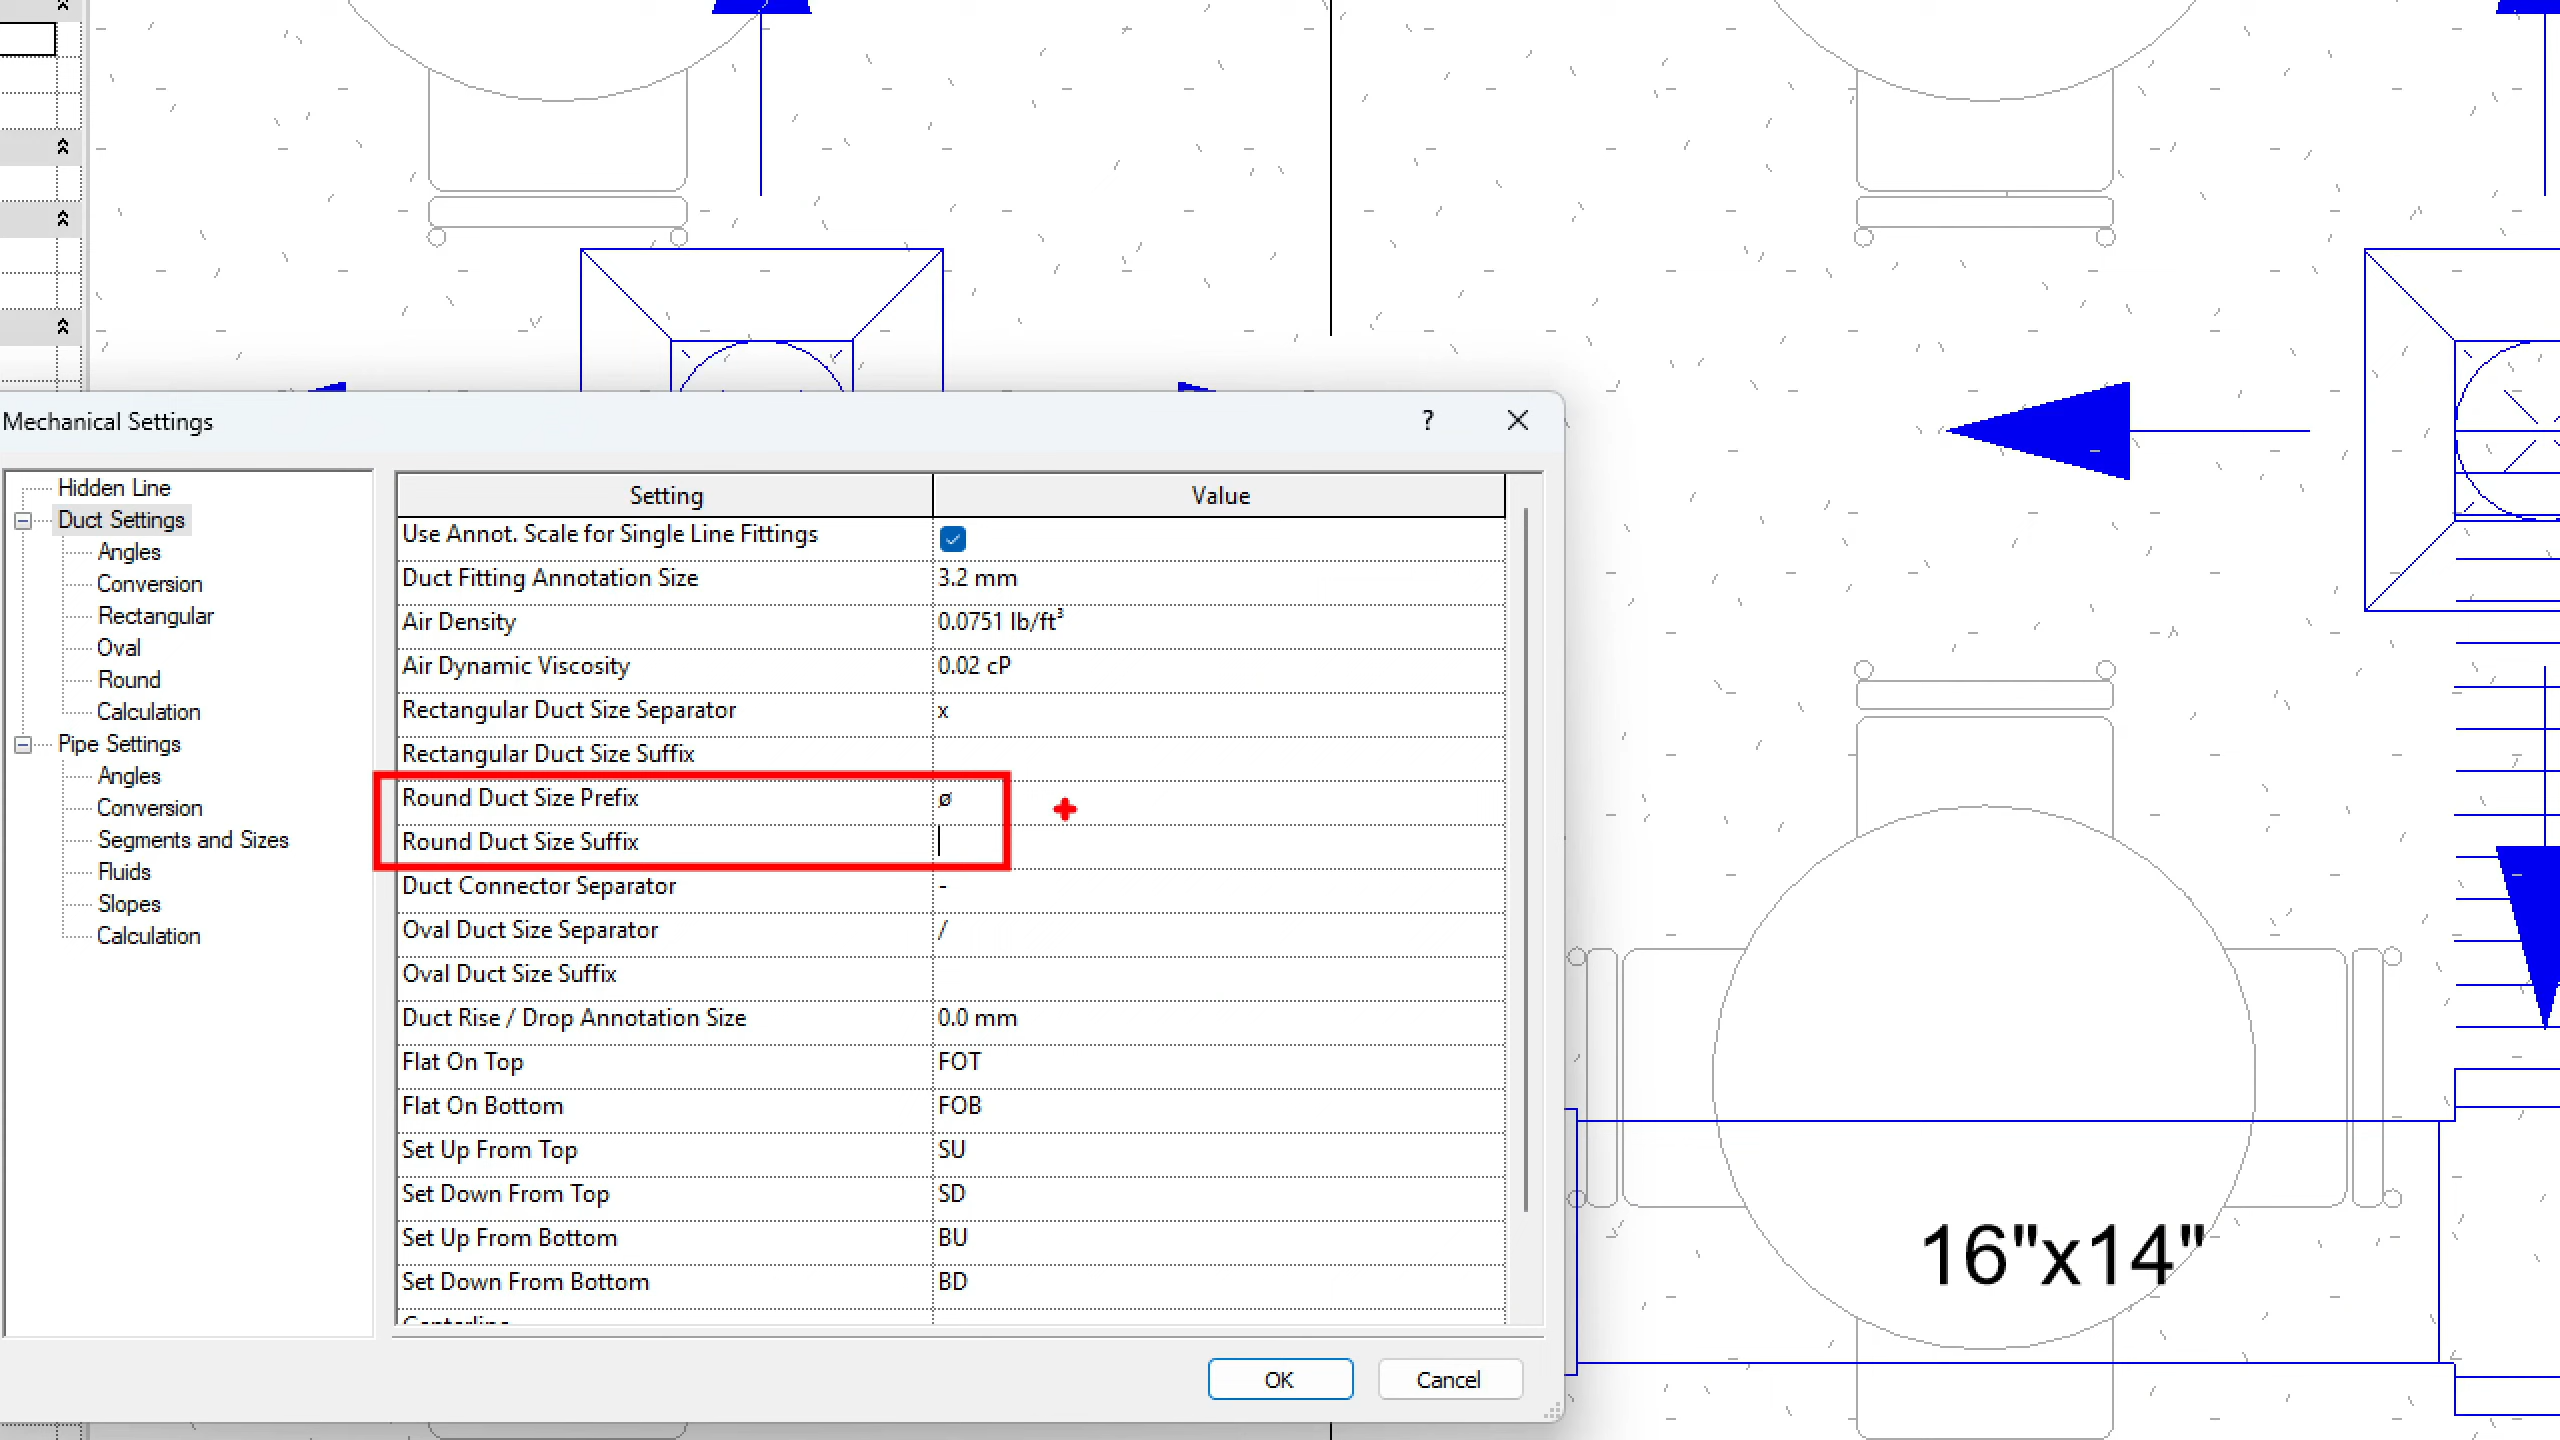 Mechanical Settings
?
Hidden Line
Duct Settings
Angles
Conversion
Rectangular
Oval
Round
Calculation
Pipe Settings
Angles
Conversion
Segments and Sizes
Fluids
Slopes
Calculation
Setting Value
Use Annot. Scale for Single Line Fittings
Duct Fitting Annotation Size 3.2 mm
Air Density 0.0751 lb/ft³
Air Dynamic Viscosity 0.02 cP
Rectangular Duct Size Separator x
Rectangular Duct Size Suffix
Round Duct Size Prefix ø
Round Duct Size Suffix
Duct Connector Separator -
Oval Duct Size Separator /
Oval Duct Size Suffix
Duct Rise / Drop Annotation Size 0.0 mm
Flat On Top FOT
Flat On Bottom FOB
Set Up From Top SU
Set Down From Top SD
Set Up From Bottom BU
Set Down From Bottom BD
Centerline
OK Cancel
16"x14"